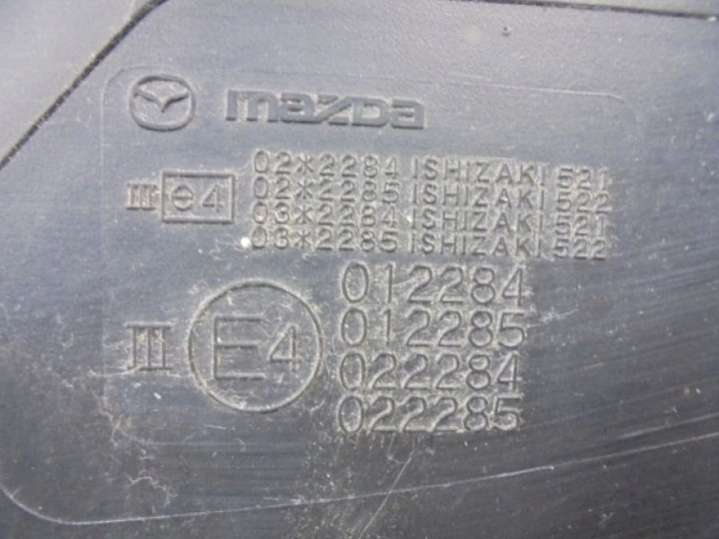 mazda
02*2284 ISHIZAKI 521
02*2285 ISHIZAKI 522
III e4 03*2284 ISHIZAKI 521
03*2285 ISHIZAKI 522
012284
012285
III E4
022284
022285